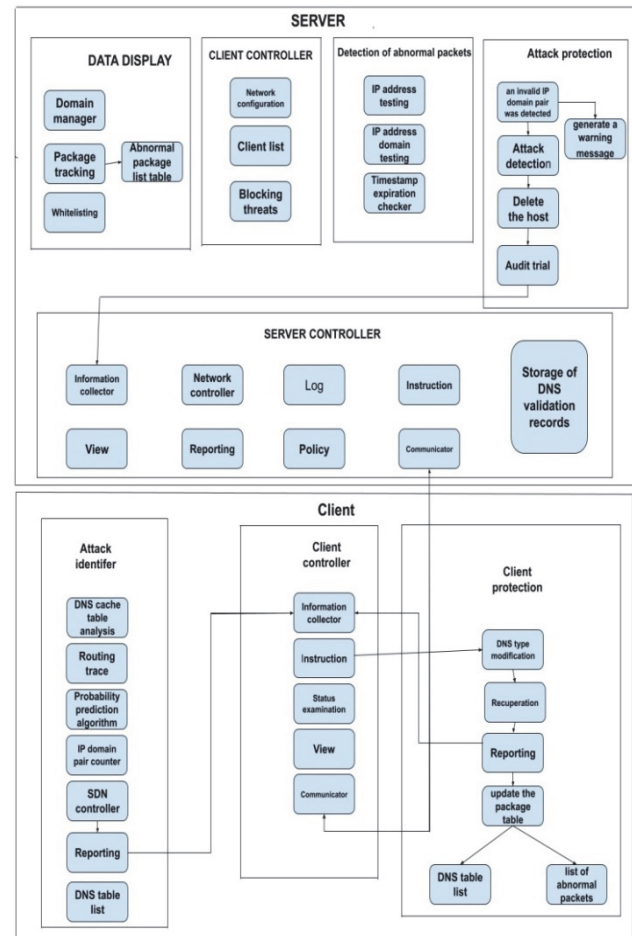 SERVER
DATA DISPLAY
Domain
manager
Package
tracking
Abnormal
package
list table
Whitelisting
CLIENT CONTROLLER
Network
configuration
Client list
Blocking
threats
Detection of abnormal packets
IP address
testing
IP address
domain
testing
Timestamp
expiration
checker
Attack protection
an invalid IP
domain pair
was detected
generate a
warning
message
Attack
detection
Delete
the host
Audit trial
SERVER CONTROLLER
Information
collector
Network
controller
Log
Instruction
Storage of
DNS
validation
records
View
Reporting
Policy
Communicator
Client
Attack
identifer
DNS cache
table
analysis
Routing
trace
Probability
prediction
algorithm
IP domain
pair counter
SDN
controller
Reporting
DNS table
list
Client
controller
Information
collector
Instruction
Status
examination
View
Communicator
Client
protection
DNS type
modification
Recuperation
Reporting
update the
package
table
DNS table
list
list of
abnormal
packets